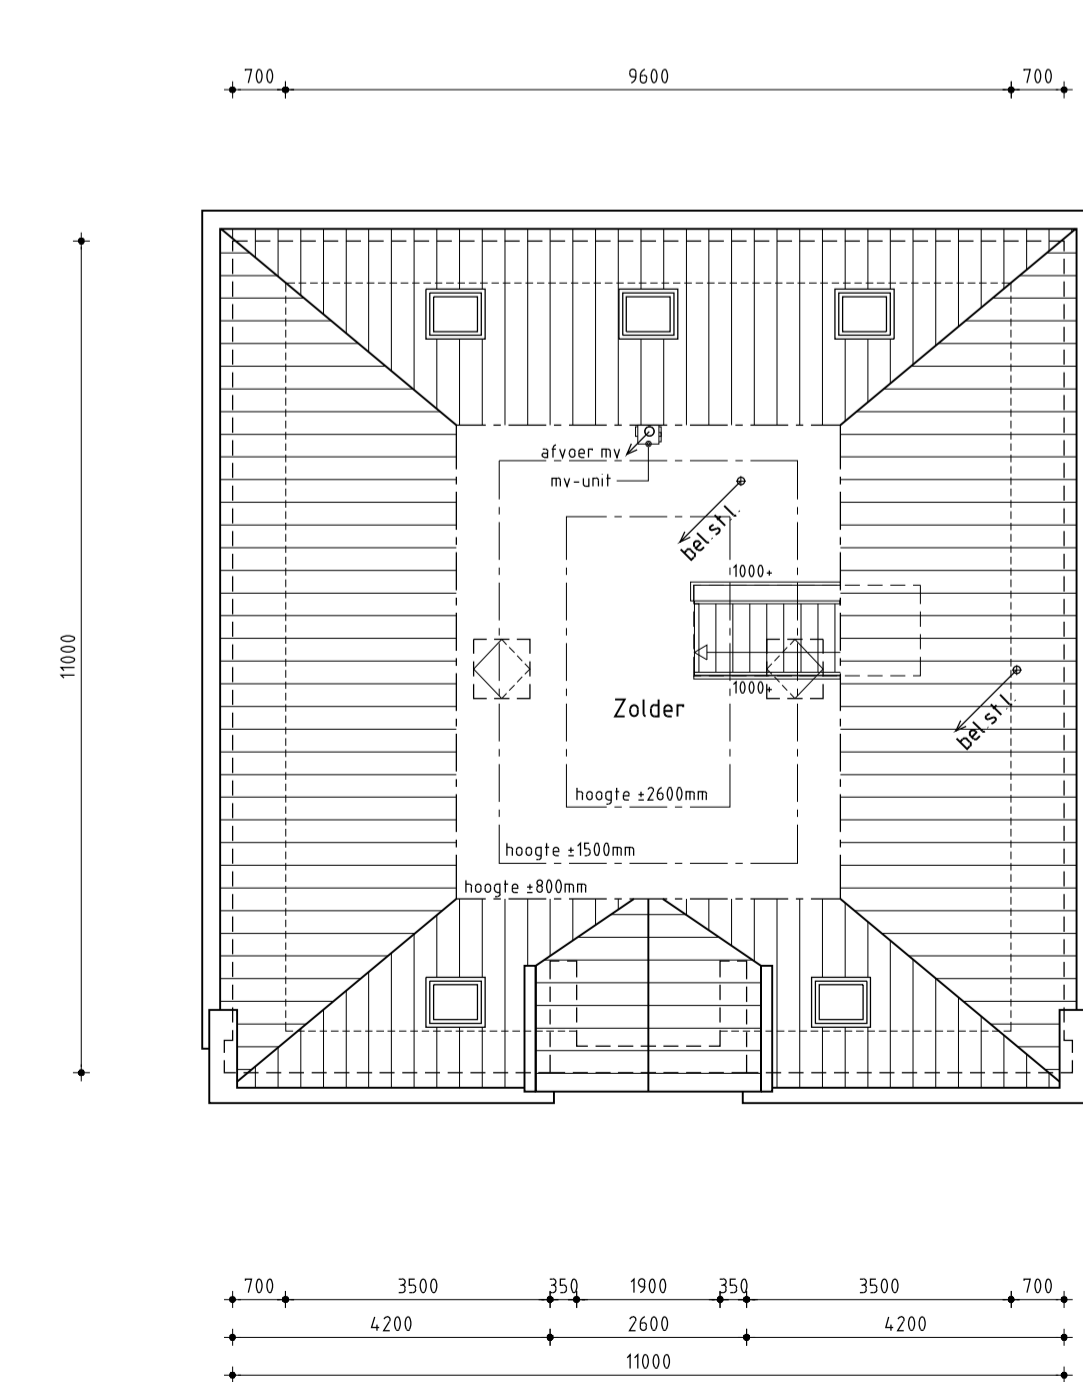 700 9600 700
afvoer mv
mv-unit
bel.st.l.
1000+
11000
1000+
bel.st.l.
Zolder
hoogte ±2600mm
hoogte ±1500mm
hoogte ±800mm
700 3500 350 1900 350 3500 700
4200 2600 4200
11000